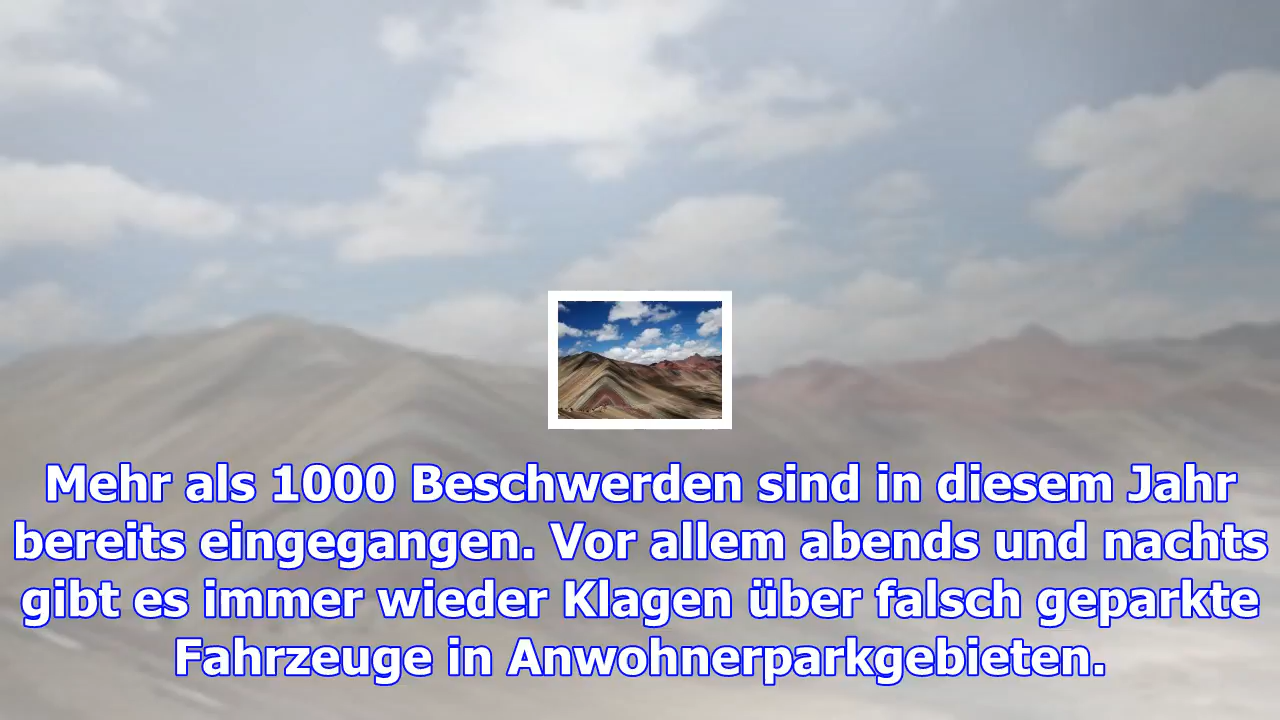 Mehr als 1000 Beschwerden sind in diesem Jahr
bereits eingegangen. Vor allem abends und nachts
gibt es immer wieder Klagen über falsch geparkte
Fahrzeuge in Anwohnerparkgebieten.